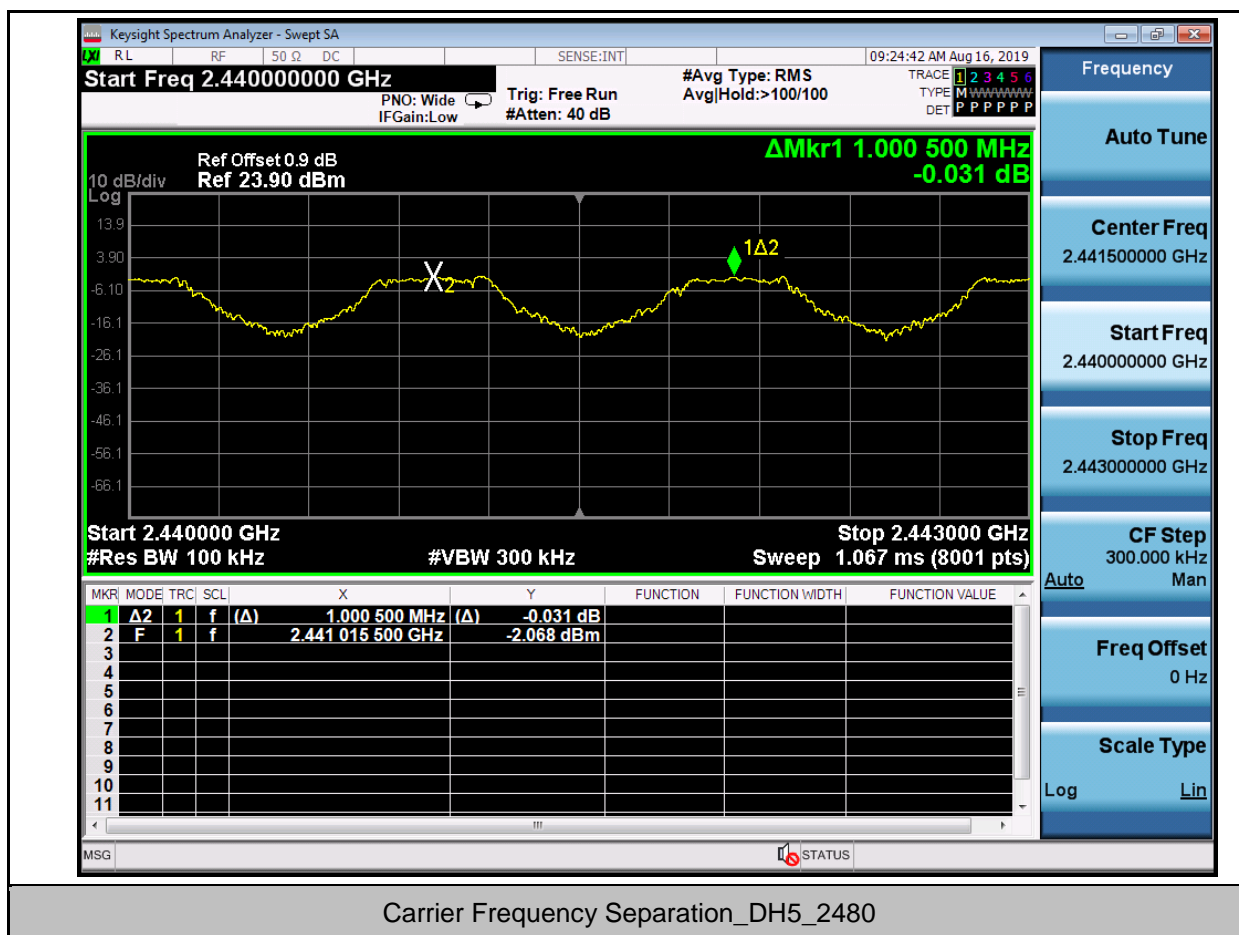 Keysight Spectrum Analyzer - Swept SA
LXI RL RF 50 Ω DC SENSE:INT 09:24:42 AM Aug 16, 2019
Start Freq 2.440000000 GHz
PNO: Wide
IFGain:Low
Trig: Free Run
#Atten: 40 dB
#Avg Type: RMS
Avg|Hold:>100/100
TRACE 1 2 3 4 5 6
TYPE M WWWWW
DET P P P P P P
ΔMkr1 1.000 500 MHz
-0.031 dB
Ref Offset 0.9 dB
10 dB/div Ref 23.90 dBm
Log
13.9
3.90
-6.10
-16.1
-26.1
-36.1
-46.1
-56.1
-66.1
X2
1Δ2
Start 2.440000 GHz Stop 2.443000 GHz
#Res BW 100 kHz #VBW 300 kHz Sweep 1.067 ms (8001 pts)
MKR MODE TRC SCL X Y FUNCTION FUNCTION WIDTH FUNCTION VALUE
1 Δ2 1 f (Δ) 1.000 500 MHz (Δ) -0.031 dB
2 F 1 f 2.441 015 500 GHz -2.068 dBm
3
4
5
6
7
8
9
10
11
MSG STATUS
Frequency
Auto Tune
Center Freq
2.441500000 GHz
Start Freq
2.440000000 GHz
Stop Freq
2.443000000 GHz
CF Step
300.000 kHz
Auto Man
Freq Offset
0 Hz
Scale Type
Log Lin
Carrier Frequency Separation_DH5_2480